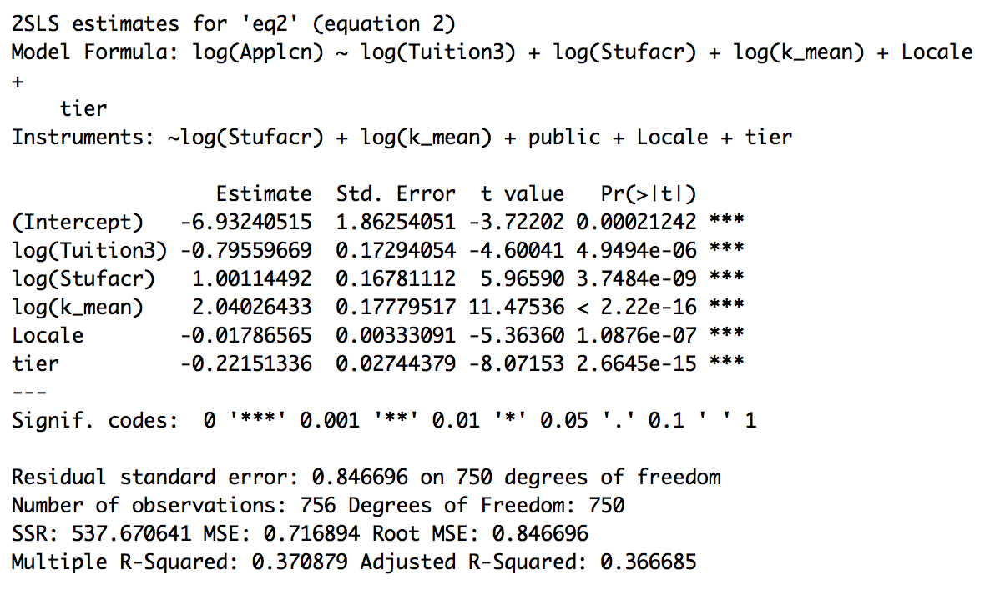 2SLS estimates for 'eq2' (equation 2)
Model Formula: log(Applcn) ~ log(Tuition3) + log(Stufacr) + log(k_mean) + Locale
+
    tier
Instruments: ~log(Stufacr) + log(k_mean) + public + Locale + tier

                 Estimate  Std. Error  t value   Pr(>|t|)
(Intercept)   -6.93240515  1.86254051 -3.72202 0.00021242 ***
log(Tuition3) -0.79559669  0.17294054 -4.60041 4.9494e-06 ***
log(Stufacr)   1.00114492  0.16781112  5.96590 3.7484e-09 ***
log(k_mean)    2.04026433  0.17779517 11.47536 < 2.22e-16 ***
Locale        -0.01786565  0.00333091 -5.36360 1.0876e-07 ***
tier          -0.22151336  0.02744379 -8.07153 2.6645e-15 ***
---
Signif. codes:  0 '***' 0.001 '**' 0.01 '*' 0.05 '.' 0.1 ' ' 1

Residual standard error: 0.846696 on 750 degrees of freedom
Number of observations: 756 Degrees of Freedom: 750
SSR: 537.670641 MSE: 0.716894 Root MSE: 0.846696
Multiple R-Squared: 0.370879 Adjusted R-Squared: 0.366685